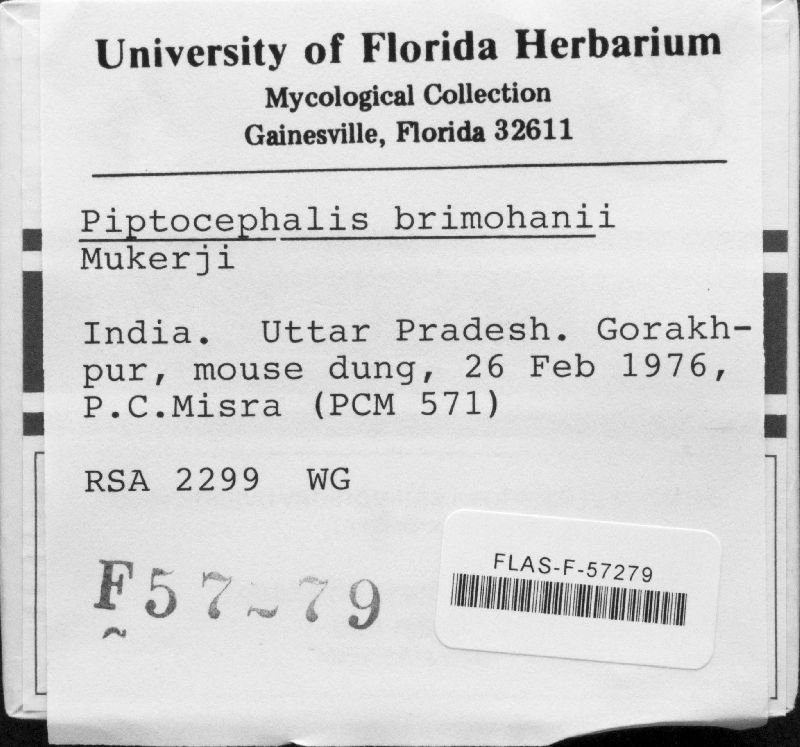 University of Florida Herbarium
Mycological Collection
Gainesville, Florida 32611
Piptocephalis brimohanii
Mukerji
India. Uttar Pradesh. Gorakh-
pur, mouse dung, 26 Feb 1976,
P.C.Misra (PCM 571)
RSA 2299 WG
FLAS-F-57279
F57279